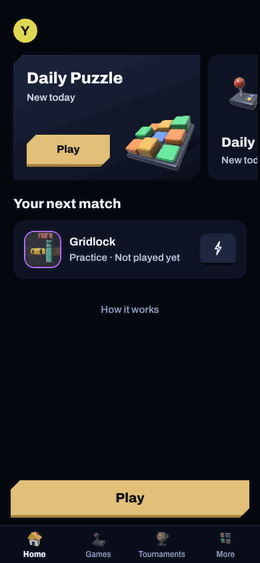 Y
Daily Puzzle
New today
Play
Daily
New tod
Your next match
Gridlock
Practice · Not played yet
How it works
Play
Home
Games
Tournaments
More